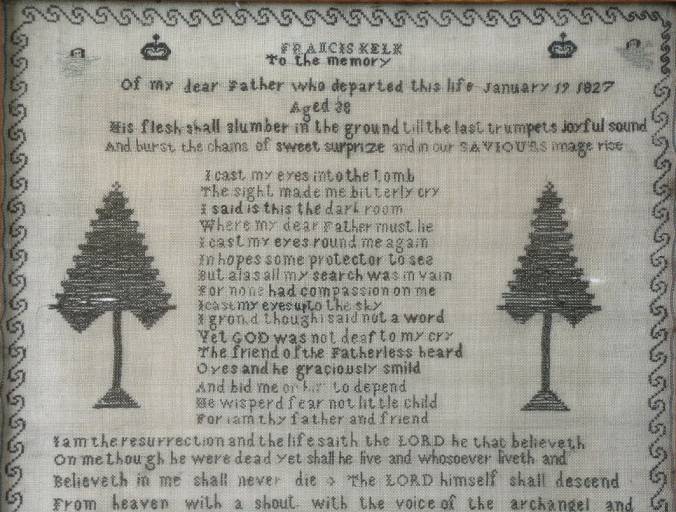 FRANCIS KELK
To the memory
Of my dear Father who departed this life January 19 1827
Aged 38
His flesh shall slumber in the ground till the last trumpets joyful sound
And burst the chains of sweet surprize and in our SAVIOURS image rise
I cast my eyes into the tomb
The sight made me bitterly cry
I said is this the dark room
Where my dear Father must lie
I cast my eyes round me again
In hopes some protector to see
But alas all my search was in vain
For none had compassion on me
I cast my eyes up to the sky
I grond though i said not a word
Yet GOD was not deaf to my cry
The friend of the Fatherless heard
O yes and he graciously smild
And bid me on him to depend
He wisperd fear not little child
For i am thy father and friend
I am the resurrection and the life saith the LORD he that believeth
On me though he were dead yet shall he live and whosoever liveth and
Believeth in me shall never die The LORD himself shall descend
From heaven with a shout with the voice of the archangel and